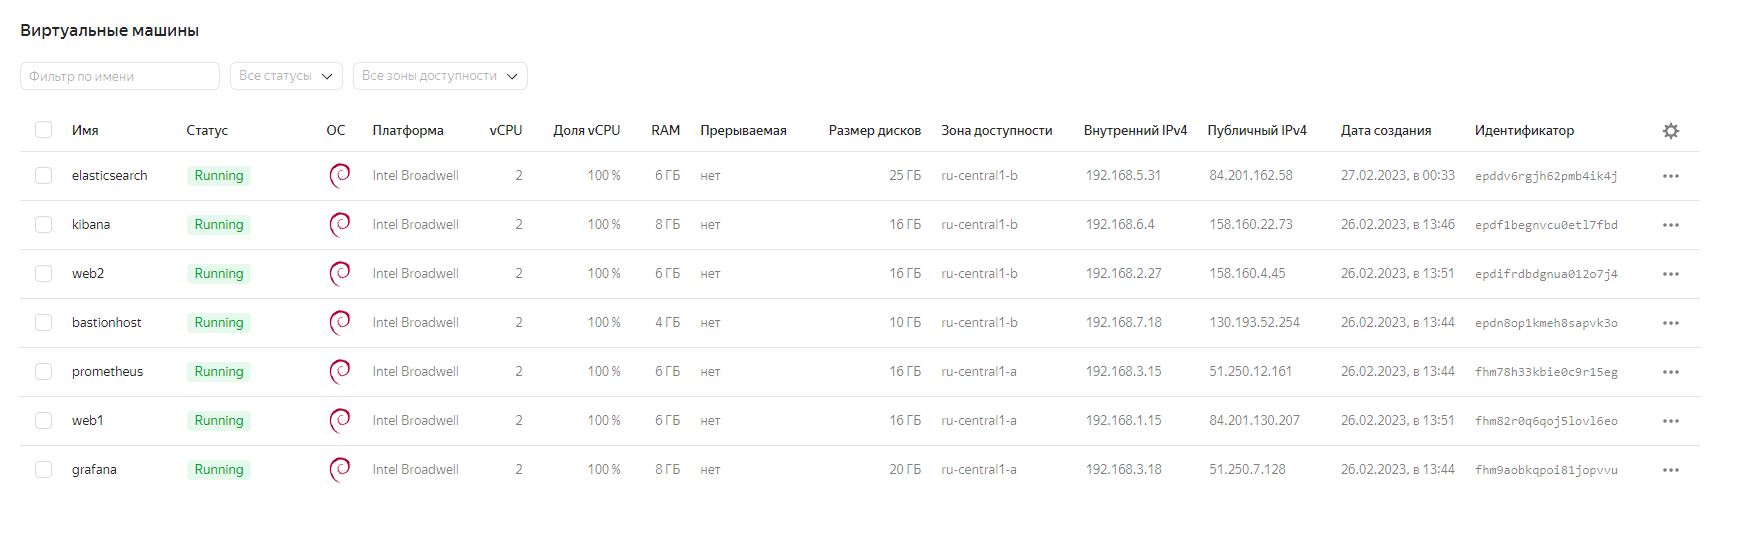 Виртуальные машины
Фильтр по имени Все статусы Все зоны доступности
Имя Статус ОС Платформа vCPU Доля vCPU RAM Прерываемая Размер дисков Зона доступности Внутренний IPv4 Публичный IPv4 Дата создания Идентификатор
elasticsearch Running Intel Broadwell 2 100 % 6 ГБ нет 25 ГБ ru-central1-b 192.168.5.31 84.201.162.58 27.02.2023, в 00:33 epddv6rgjh62pmb4ik4j
kibana Running Intel Broadwell 2 100 % 8 ГБ нет 16 ГБ ru-central1-b 192.168.6.4 158.160.22.73 26.02.2023, в 13:46 epdf1begnvcu0etl7fbd
web2 Running Intel Broadwell 2 100 % 6 ГБ нет 16 ГБ ru-central1-b 192.168.2.27 158.160.4.45 26.02.2023, в 13:51 epdifrdbdgnua012o7j4
bastionhost Running Intel Broadwell 2 100 % 4 ГБ нет 10 ГБ ru-central1-b 192.168.7.18 130.193.52.254 26.02.2023, в 13:44 epdn8op1kmeh8sapvk3o
prometheus Running Intel Broadwell 2 100 % 6 ГБ нет 16 ГБ ru-central1-a 192.168.3.15 51.250.12.161 26.02.2023, в 13:44 fhm78h33kbie0c9r15eg
web1 Running Intel Broadwell 2 100 % 6 ГБ нет 16 ГБ ru-central1-a 192.168.1.15 84.201.130.207 26.02.2023, в 13:51 fhm82r0q6qoj5lovl6eo
grafana Running Intel Broadwell 2 100 % 8 ГБ нет 20 ГБ ru-central1-a 192.168.3.18 51.250.7.128 26.02.2023, в 13:44 fhm9aobkqpoi81jopvvu